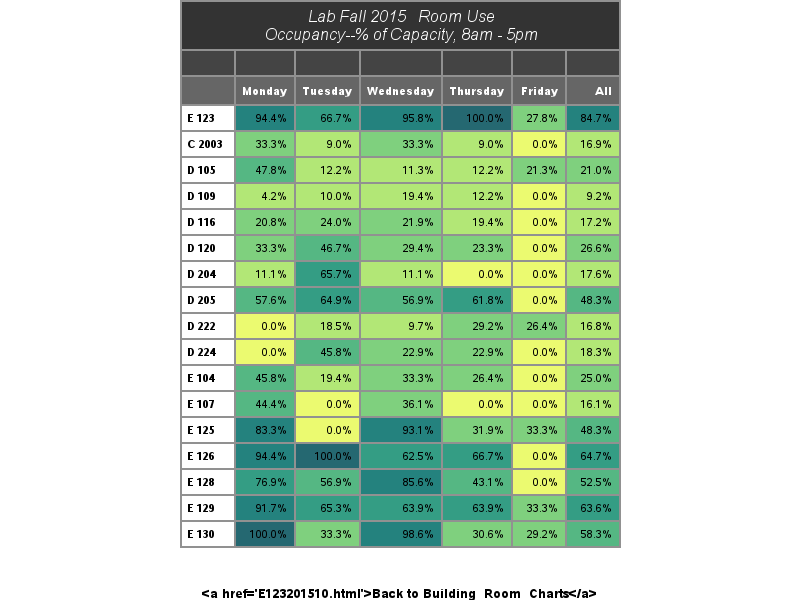 Lab Fall 2015 Room Use
Occupancy--% of Capacity, 8am - 5pm
Monday Tuesday Wednesday Thursday Friday All
E 123 94.4% 66.7% 95.8% 100.0% 27.8% 84.7%
C 2003 33.3% 9.0% 33.3% 9.0% 0.0% 16.9%
D 105 47.8% 12.2% 11.3% 12.2% 21.3% 21.0%
D 109 4.2% 10.0% 19.4% 12.2% 0.0% 9.2%
D 116 20.8% 24.0% 21.9% 19.4% 0.0% 17.2%
D 120 33.3% 46.7% 29.4% 23.3% 0.0% 26.6%
D 204 11.1% 65.7% 11.1% 0.0% 0.0% 17.6%
D 205 57.6% 64.9% 56.9% 61.8% 0.0% 48.3%
D 222 0.0% 18.5% 9.7% 29.2% 26.4% 16.8%
D 224 0.0% 45.8% 22.9% 22.9% 0.0% 18.3%
E 104 45.8% 19.4% 33.3% 26.4% 0.0% 25.0%
E 107 44.4% 0.0% 36.1% 0.0% 0.0% 16.1%
E 125 83.3% 0.0% 93.1% 31.9% 33.3% 48.3%
E 126 94.4% 100.0% 62.5% 66.7% 0.0% 64.7%
E 128 76.9% 56.9% 85.6% 43.1% 0.0% 52.5%
E 129 91.7% 65.3% 63.9% 63.9% 33.3% 63.6%
E 130 100.0% 33.3% 98.6% 30.6% 29.2% 58.3%
<a href='E123201510.html'>Back to Building_Room_Charts</a>